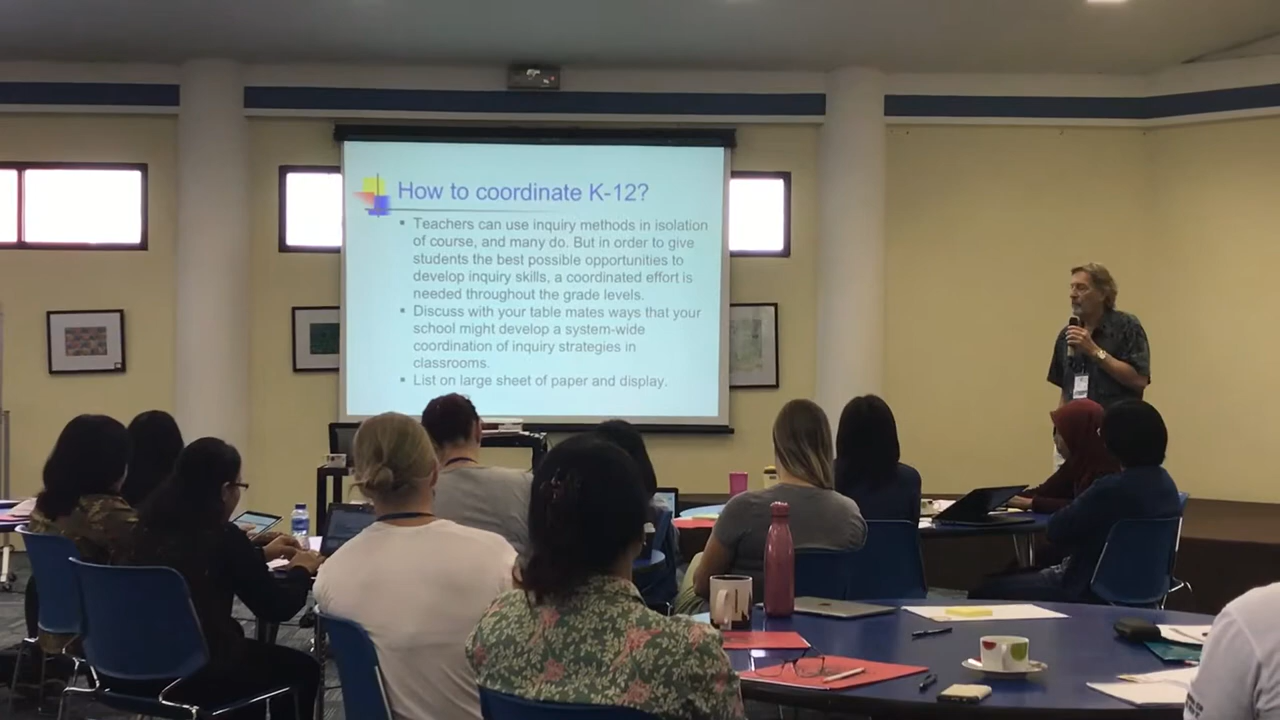 How to coordinate K-12?
▪ Teachers can use inquiry methods in isolation
of course, and many do. But in order to give
students the best possible opportunities to
develop inquiry skills, a coordinated effort is
needed throughout the grade levels.
▪ Discuss with your table mates ways that your
school might develop a system-wide
coordination of inquiry strategies in
classrooms.
▪ List on large sheet of paper and display.